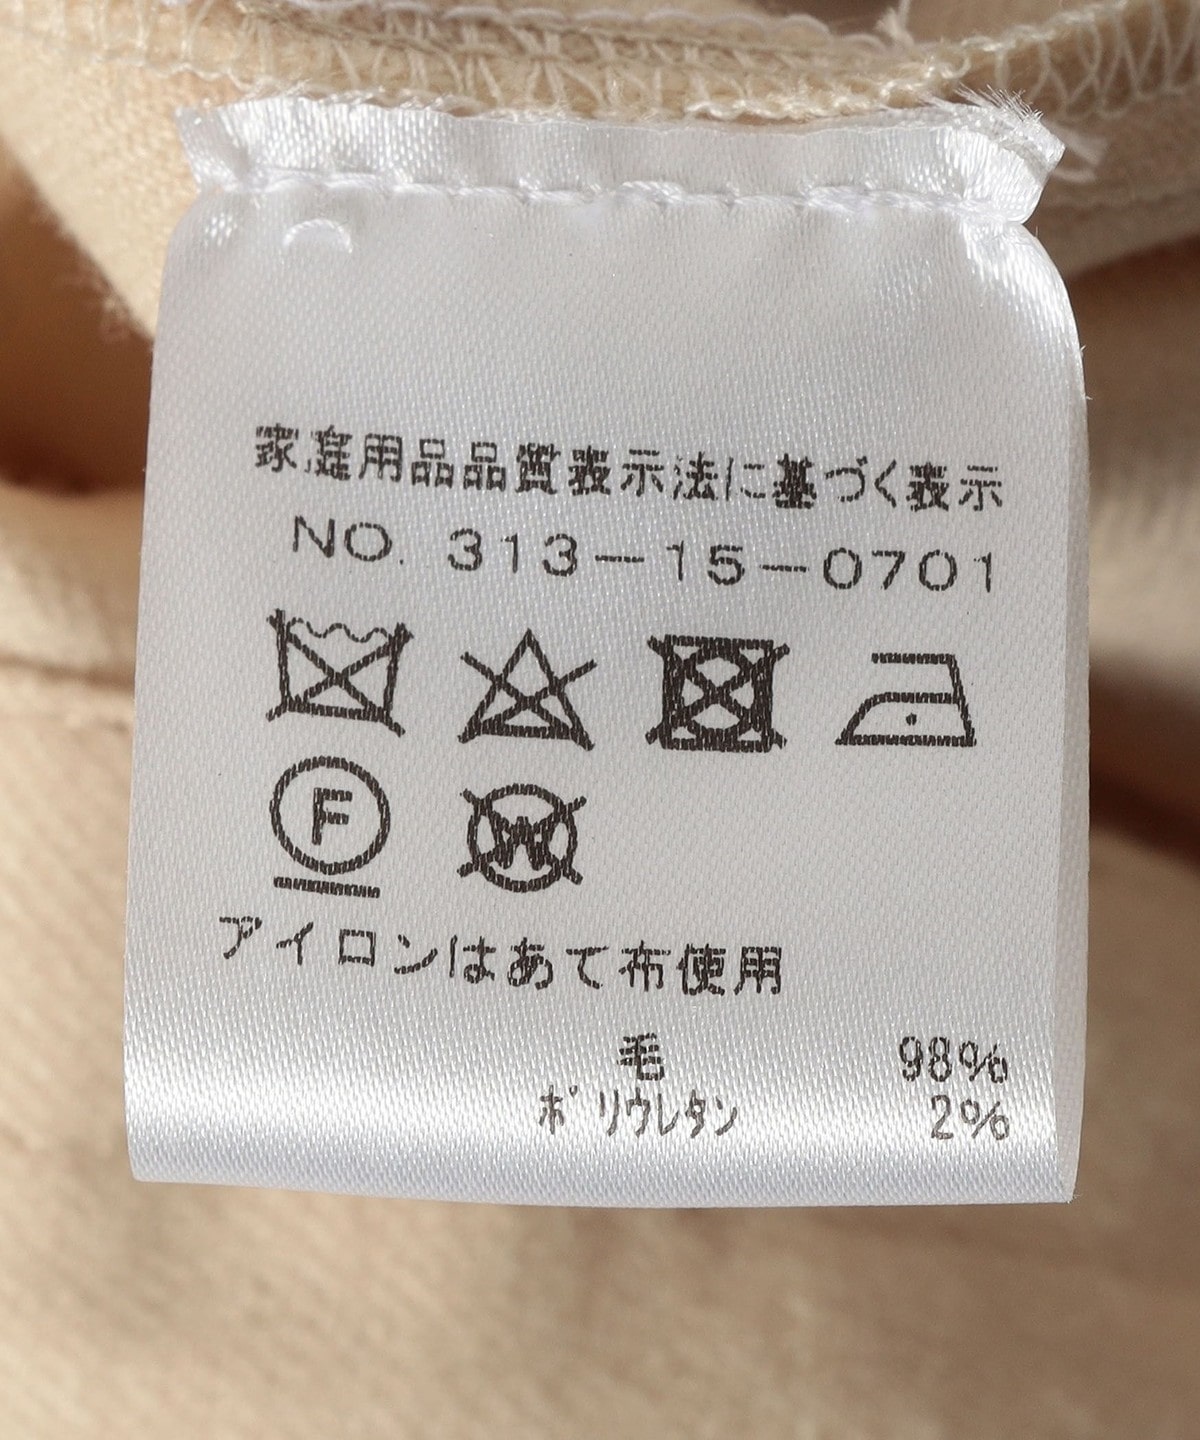 家庭用品品質表示法に基づく表示
NO. 313-15-0701
F W
アイロンはあて布使用
毛 98%
ポリウレタン 2%